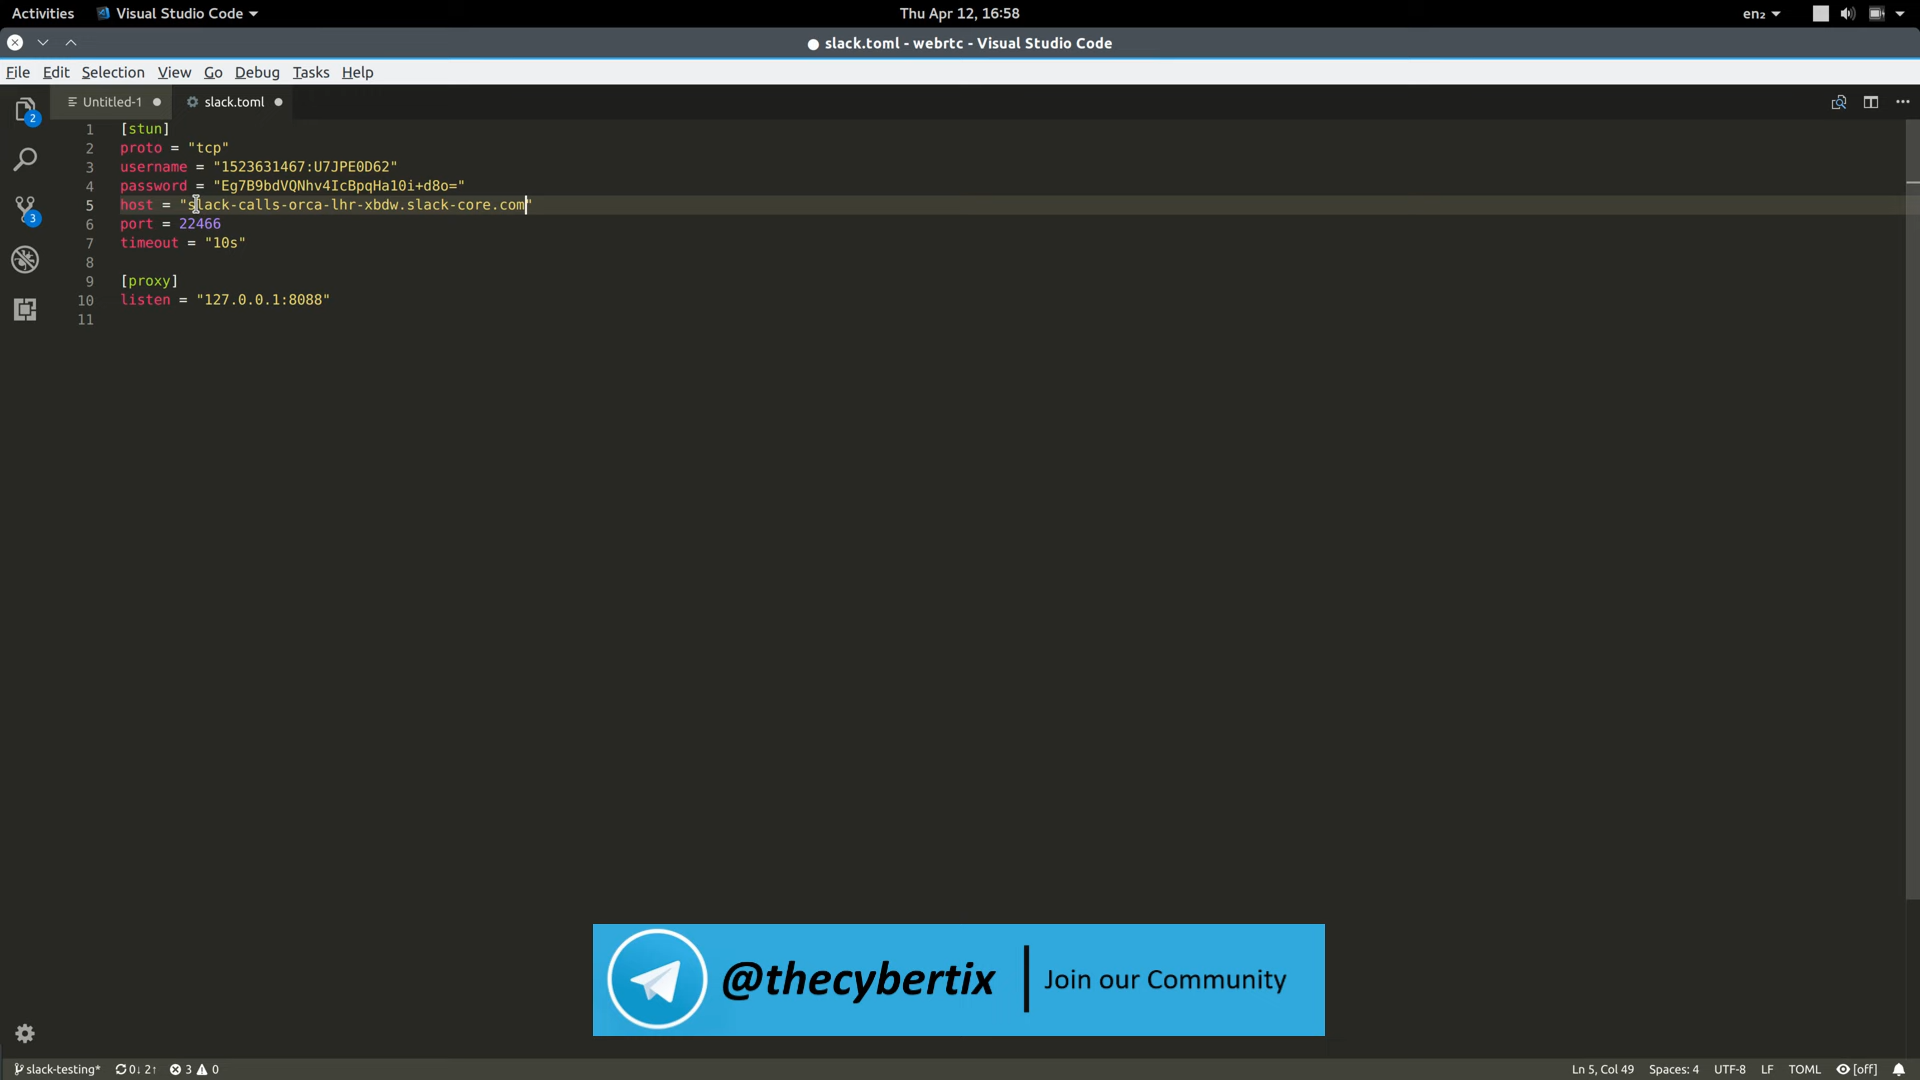 Activities Visual Studio Code Thu Apr 12, 16:58 en₂
slack.toml - webrtc - Visual Studio Code
File Edit Selection View Go Debug Tasks Help
Untitled-1 slack.toml
2
3
1 [stun]
2 proto = "tcp"
3 username = "1523631467:U7JPE0D62"
4 password = "Eg7B9bdVQNhv4IcBpqHa10i+d8o="
5 host = "slack-calls-orca-lhr-xbdw.slack-core.com"
6 port = 22466
7 timeout = "10s"
8
9 [proxy]
10 listen = "127.0.0.1:8088"
11
@thecybertix | Join our Community
slack-testing* 0↓ 2↑ 3 0 Ln 5, Col 49 Spaces: 4 UTF-8 LF TOML [off]